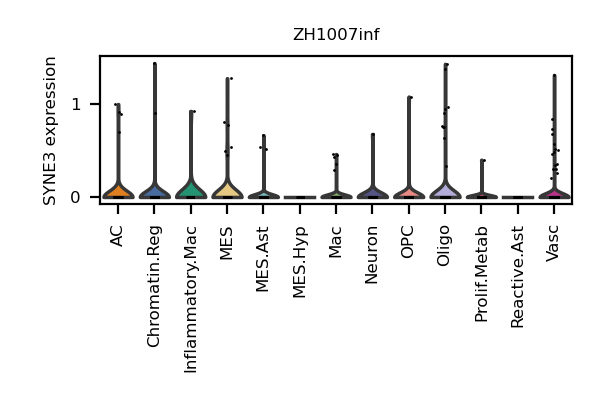 ZH1007inf
SYNE3 expression
1
0
AC
Chromatin.Reg
Inflammatory.Mac
MES
MES.Ast
MES.Hyp
Mac
Neuron
OPC
Oligo
Prolif.Metab
Reactive.Ast
Vasc